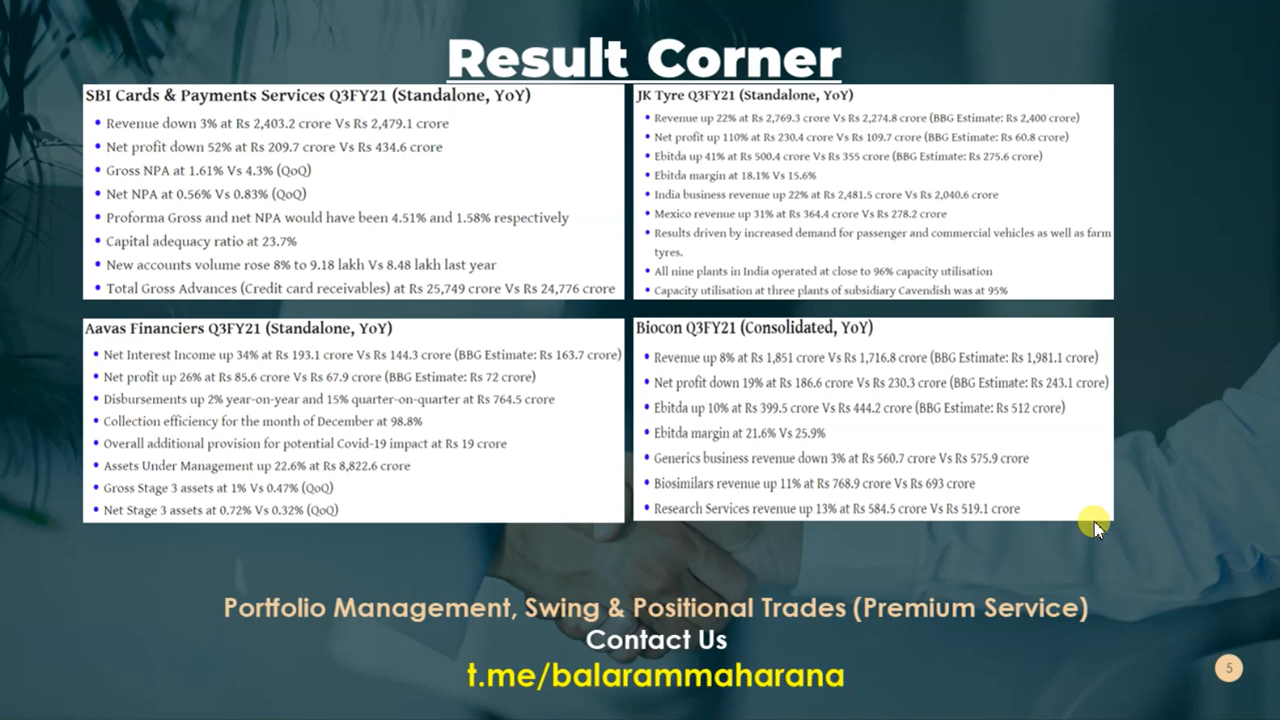 Result Corner
SBI Cards & Payments Services Q3FY21 (Standalone, YoY)
• Revenue down 3% at Rs 2,403.2 crore Vs Rs 2,479.1 crore
• Net profit down 52% at Rs 209.7 crore Vs Rs 434.6 crore
• Gross NPA at 1.61% Vs 4.3% (QoQ)
• Net NPA at 0.56% Vs 0.83% (QoQ)
• Proforma Gross and net NPA would have been 4.51% and 1.58% respectively
• Capital adequacy ratio at 23.7%
• New accounts volume rose 8% to 9.18 lakh Vs 8.48 lakh last year
• Total Gross Advances (Credit card receivables) at Rs 25,749 crore Vs Rs 24,776 crore
JK Tyre Q3FY21 (Standalone, YoY)
• Revenue up 22% at Rs 2,769.3 crore Vs Rs 2,274.8 crore (BBG Estimate: Rs 2,400 crore)
• Net profit up 110% at Rs 230.4 crore Vs Rs 109.7 crore (BBG Estimate: Rs 60.8 crore)
• Ebitda up 41% at Rs 500.4 crore Vs Rs 355 crore (BBG Estimate: Rs 275.6 crore)
• Ebitda margin at 18.1% Vs 15.6%
• India business revenue up 22% at Rs 2,481.5 crore Vs Rs 2,040.6 crore
• Mexico revenue up 31% at Rs 364.4 crore Vs Rs 278.2 crore
• Results driven by increased demand for passenger and commercial vehicles as well as farm
tyres.
• All nine plants in India operated at close to 96% capacity utilisation
• Capacity utilisation at three plants of subsidiary Cavendish was at 95%
Aavas Financiers Q3FY21 (Standalone, YoY)
• Net Interest Income up 34% at Rs 193.1 crore Vs Rs 144.3 crore (BBG Estimate: Rs 163.7 crore)
• Net profit up 26% at Rs 85.6 crore Vs Rs 67.9 crore (BBG Estimate: Rs 72 crore)
• Disbursements up 2% year-on-year and 15% quarter-on-quarter at Rs 764.5 crore
• Collection efficiency for the month of December at 98.8%
• Overall additional provision for potential Covid-19 impact at Rs 19 crore
• Assets Under Management up 22.6% at Rs 8,822.6 crore
• Gross Stage 3 assets at 1% Vs 0.47% (QoQ)
• Net Stage 3 assets at 0.72% Vs 0.32% (QoQ)
Biocon Q3FY21 (Consolidated, YoY)
• Revenue up 8% at Rs 1,851 crore Vs Rs 1,716.8 crore (BBG Estimate: Rs 1,981.1 crore)
• Net profit down 19% at Rs 186.6 crore Vs Rs 230.3 crore (BBG Estimate: Rs 243.1 crore)
• Ebitda up 10% at Rs 399.5 crore Vs Rs 444.2 crore (BBG Estimate: Rs 512 crore)
• Ebitda margin at 21.6% Vs 25.9%
• Generics business revenue down 3% at Rs 560.7 crore Vs Rs 575.9 crore
• Biosimilars revenue up 11% at Rs 768.9 crore Vs Rs 693 crore
• Research Services revenue up 13% at Rs 584.5 crore Vs Rs 519.1 crore
Portfolio Management, Swing & Positional Trades (Premium Service)
Contact Us
t.me/balarammaharana
5